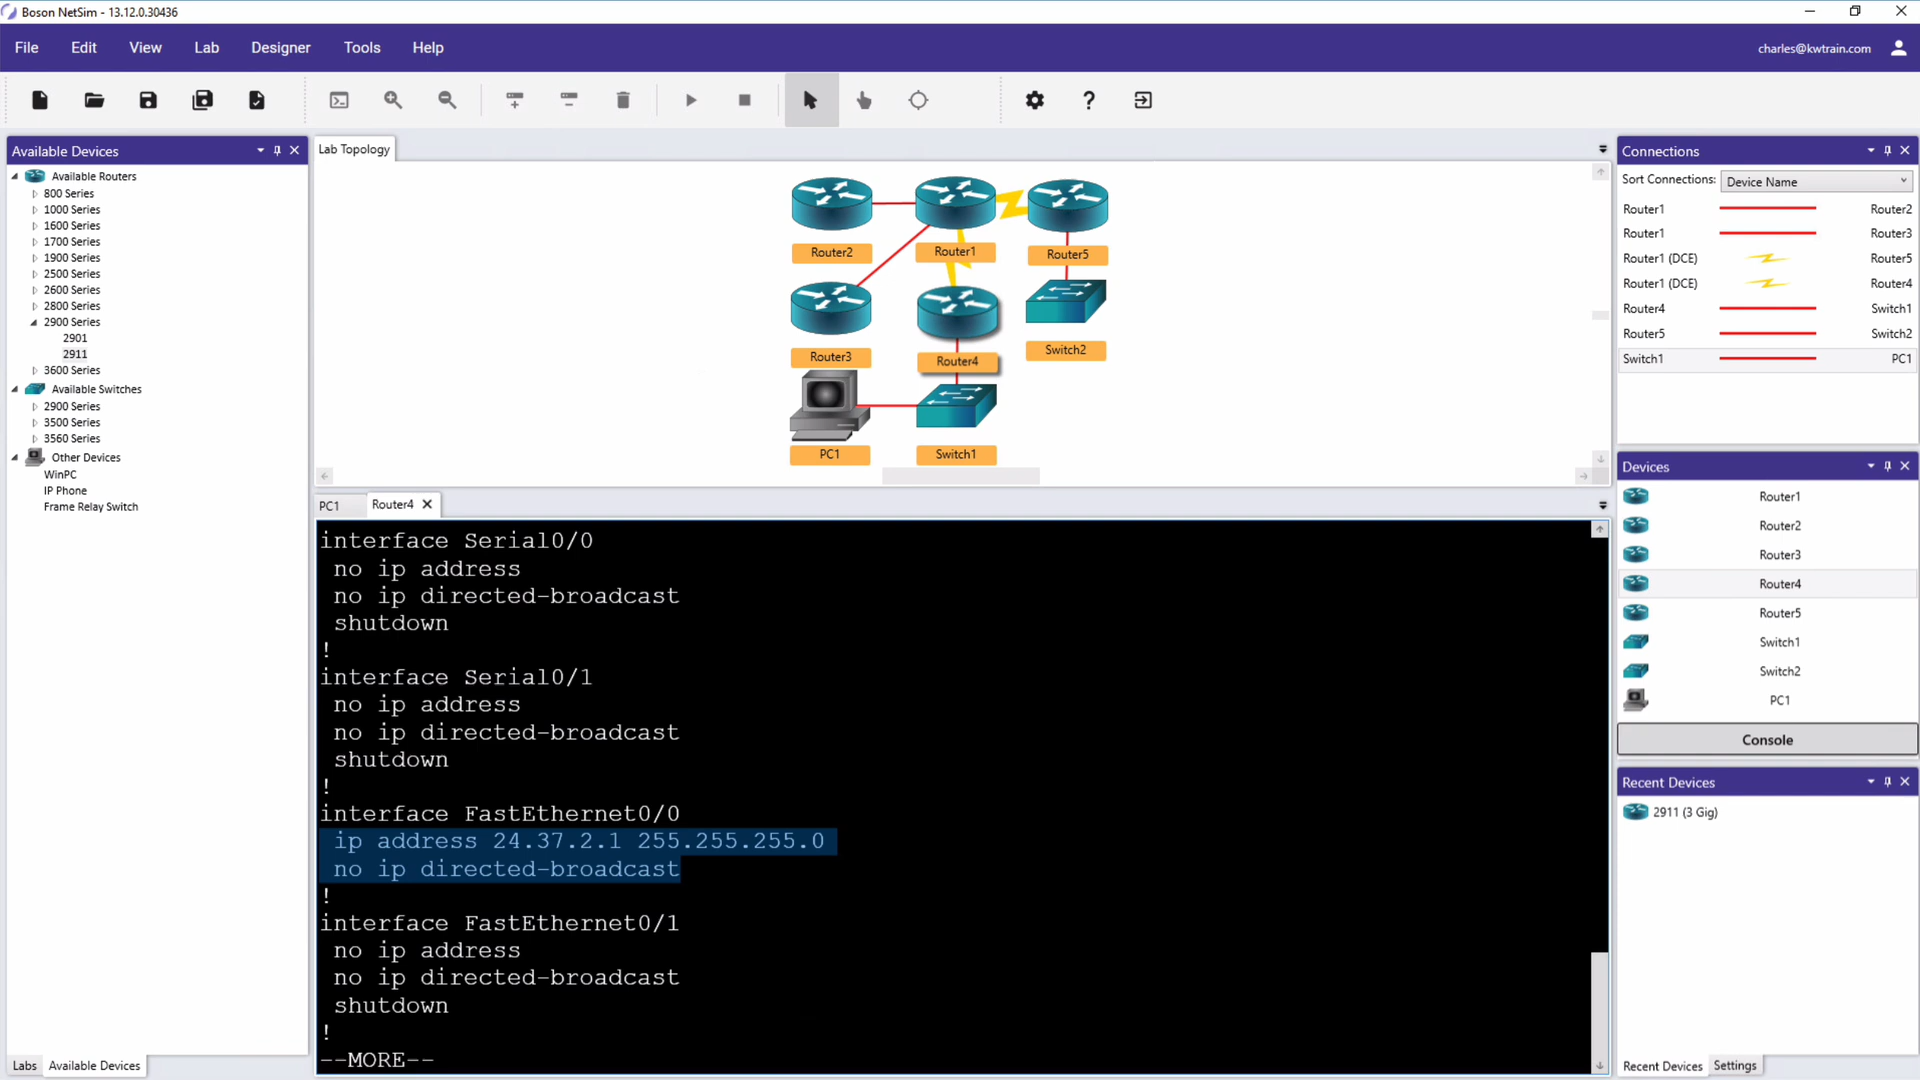 Boson NetSim - 13.12.0.30436
File Edit View Lab Designer Tools Help
charles@kwtrain.com
Available Devices
Available Routers
800 Series
1000 Series
1600 Series
1700 Series
1900 Series
2500 Series
2600 Series
2800 Series
2900 Series
2901
2911
3600 Series
Available Switches
2900 Series
3500 Series
3560 Series
Other Devices
WinPC
IP Phone
Frame Relay Switch
Labs
Available Devices
Lab Topology
Router2
Router1
Router5
Router3
Router4
Switch2
PC1
Switch1
PC1
Router4
interface Serial0/0
no ip address
no ip directed-broadcast
shutdown
!
interface Serial0/1
no ip address
no ip directed-broadcast
shutdown
!
interface FastEthernet0/0
ip address 24.37.2.1 255.255.255.0
no ip directed-broadcast
!
interface FastEthernet0/1
no ip address
no ip directed-broadcast
shutdown
!
--MORE--
Connections
Sort Connections: Device Name
Router1 Router2
Router1 Router3
Router1 (DCE) Router5
Router1 (DCE) Router4
Router4 Switch1
Router5 Switch2
Switch1 PC1
Devices
Router1
Router2
Router3
Router4
Router5
Switch1
Switch2
PC1
Console
Recent Devices
2911 (3 Gig)
Recent Devices
Settings